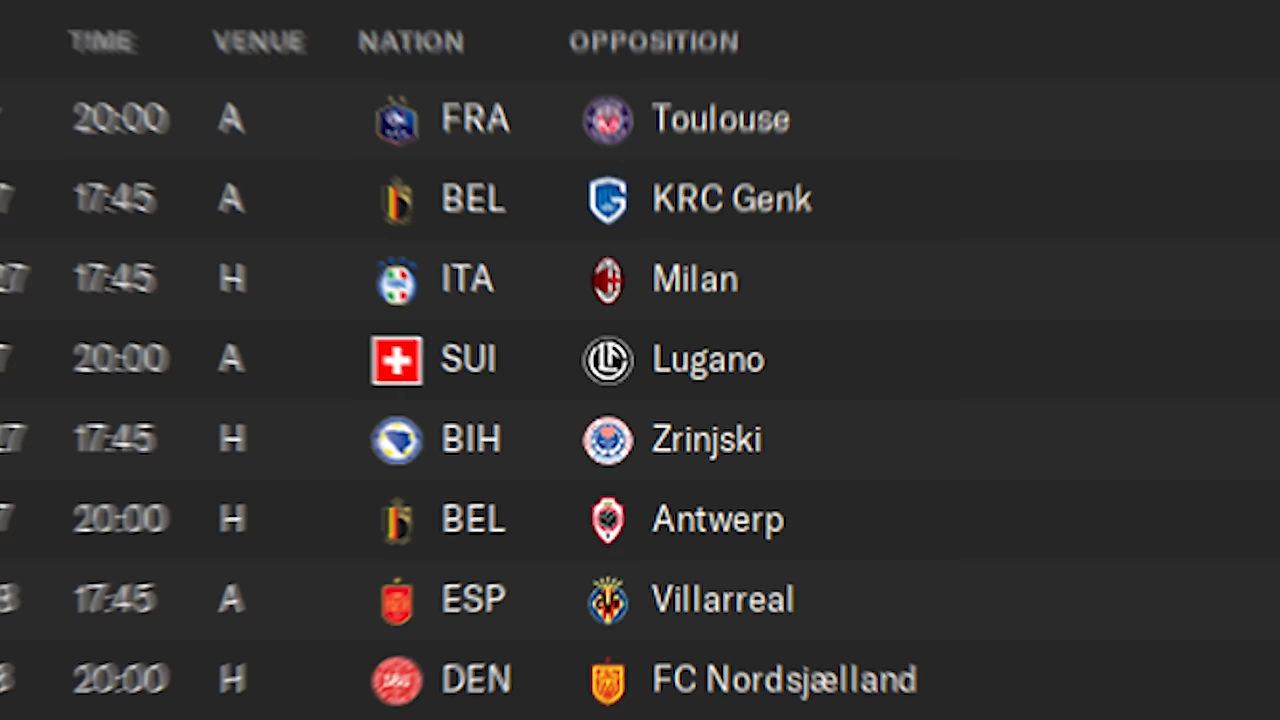 TIME VENUE NATION OPPOSITION
20:00 A FRA Toulouse
17:45 A BEL KRC Genk
17:45 H ITA Milan
20:00 A SUI Lugano
17:45 H BIH Zrinjski
20:00 H BEL Antwerp
17:45 A ESP Villarreal
20:00 H DEN FC Nordsjælland